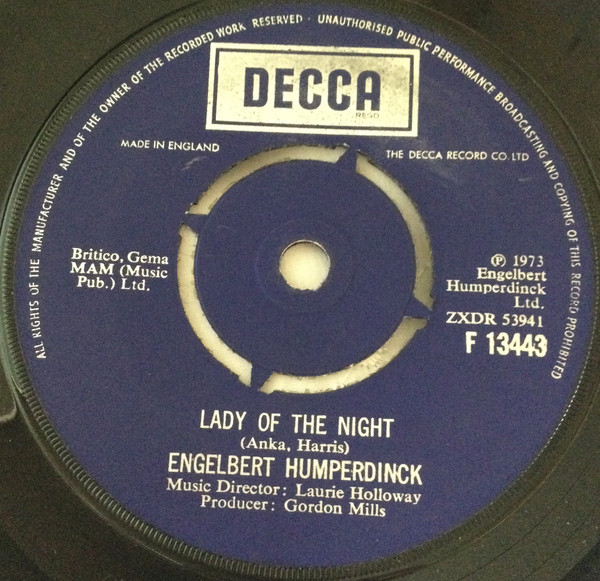 ALL RIGHTS OF THE MANUFACTURER AND OF THE OWNER OF THE RECORDED WORK RESERVED · UNAUTHORISED PUBLIC PERFORMANCE BROADCASTING AND COPYING OF THIS RECORD PROHIBITED
DECCA
REGD
MADE IN ENGLAND
THE DECCA RECORD CO. LTD
Britico, Gema
MAM (Music
Pub.) Ltd.
℗ 1973
Engelbert
Humperdinck
Ltd.
ZXDR 53941
F 13443
LADY OF THE NIGHT
(Anka, Harris)
ENGELBERT HUMPERDINCK
Music Director: Laurie Holloway
Producer: Gordon Mills